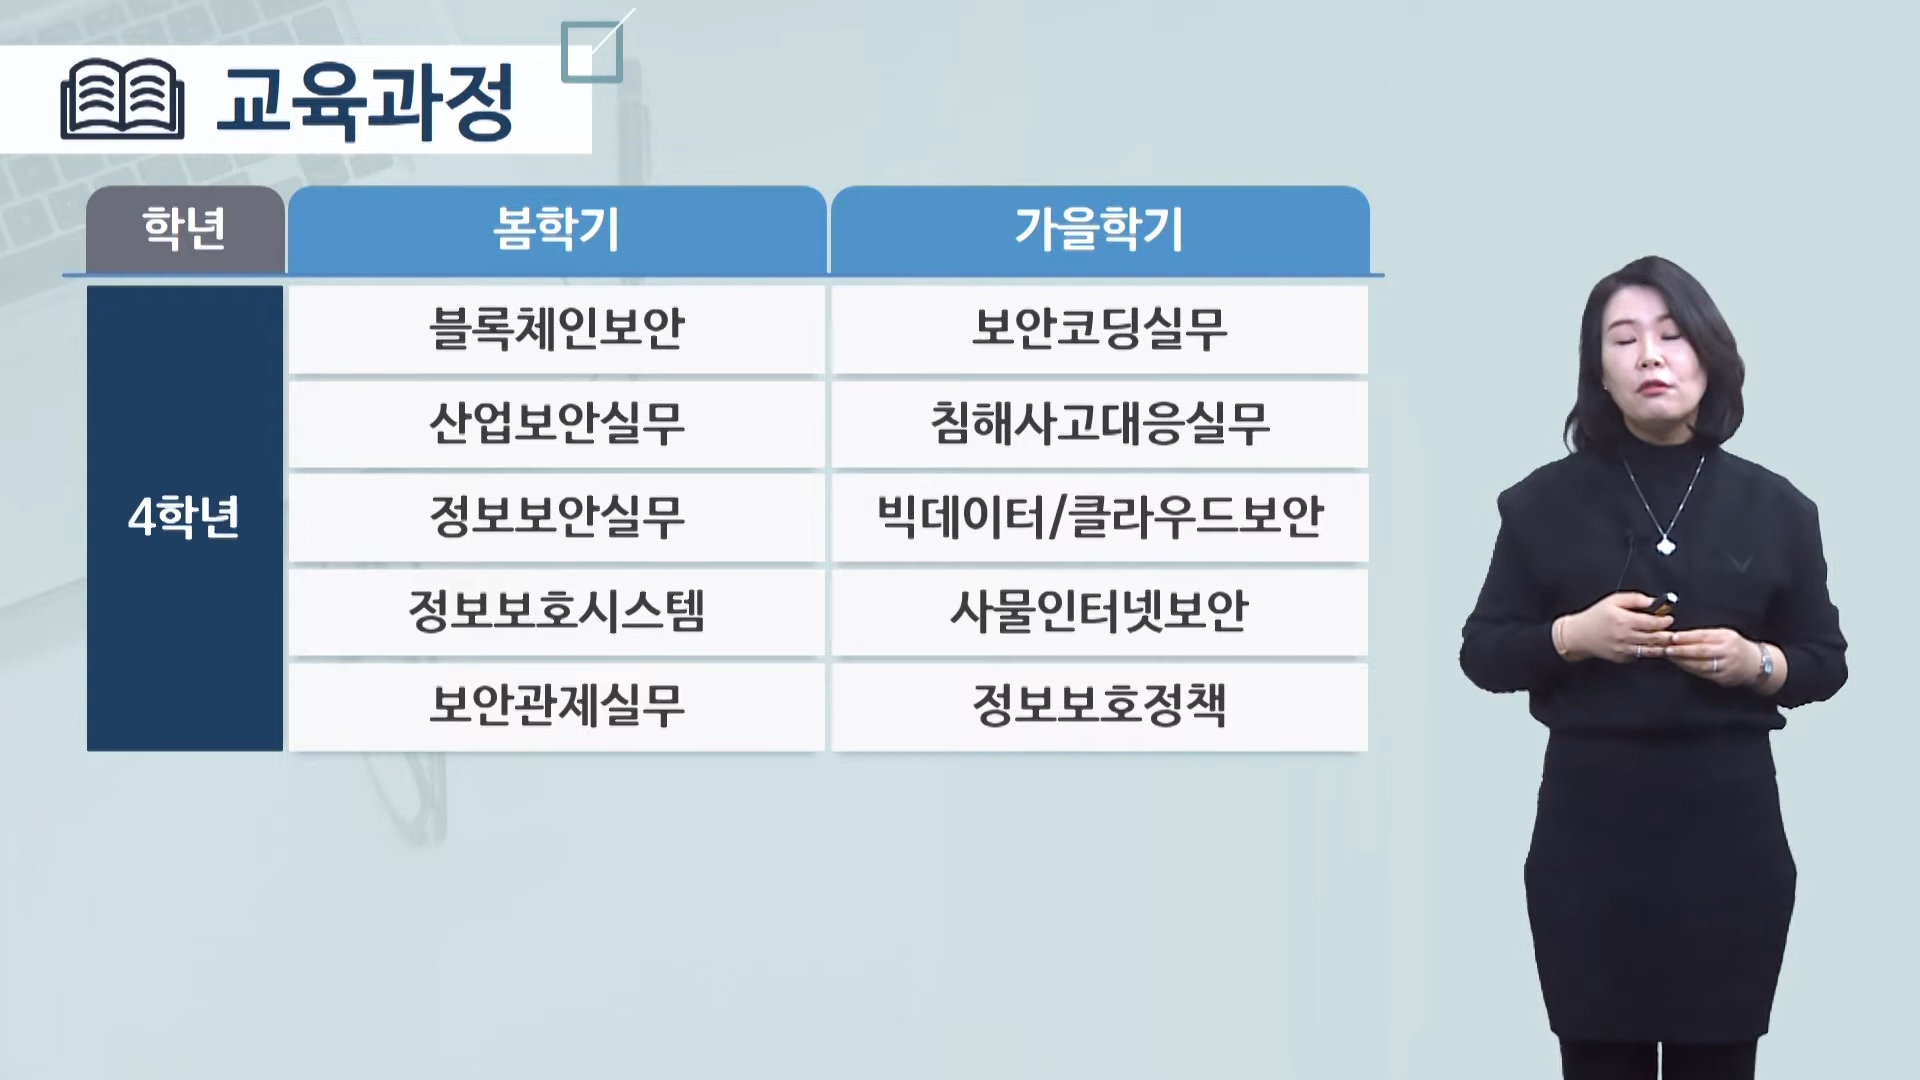 교육과정
학년 봄학기 가을학기
4학년
블록체인보안 보안코딩실무
산업보안실무 침해사고대응실무
정보보안실무 빅데이터/클라우드보안
정보보호시스템 사물인터넷보안
보안관제실무 정보보호정책